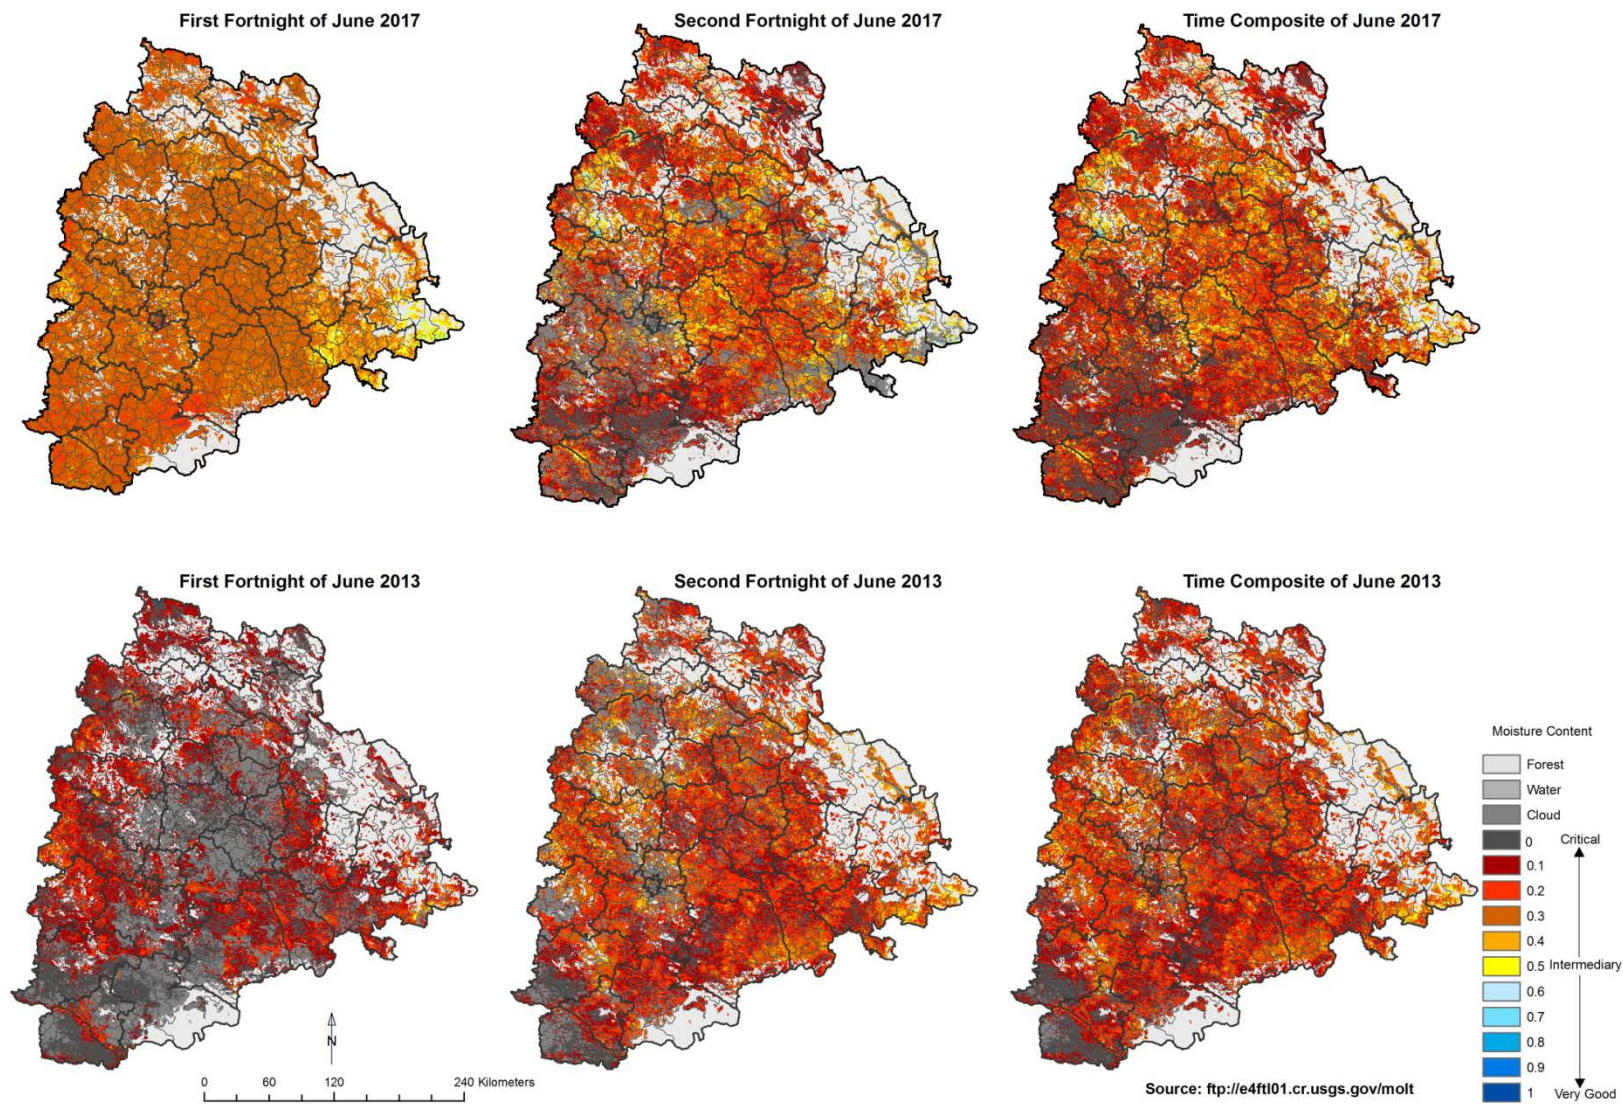 First Fortnight of June 2017
Second Fortnight of June 2017
Time Composite of June 2017
First Fortnight of June 2013
Second Fortnight of June 2013
Time Composite of June 2013
Moisture Content
Forest
Water
Cloud
0 Critical
0.1
0.2
0.3
0.4
0.5 Intermediary
0.6
0.7
0.8
0.9
1 Very Good
N
0 60 120 240 Kilometers
Source: ftp://e4ftl01.cr.usgs.gov/molt